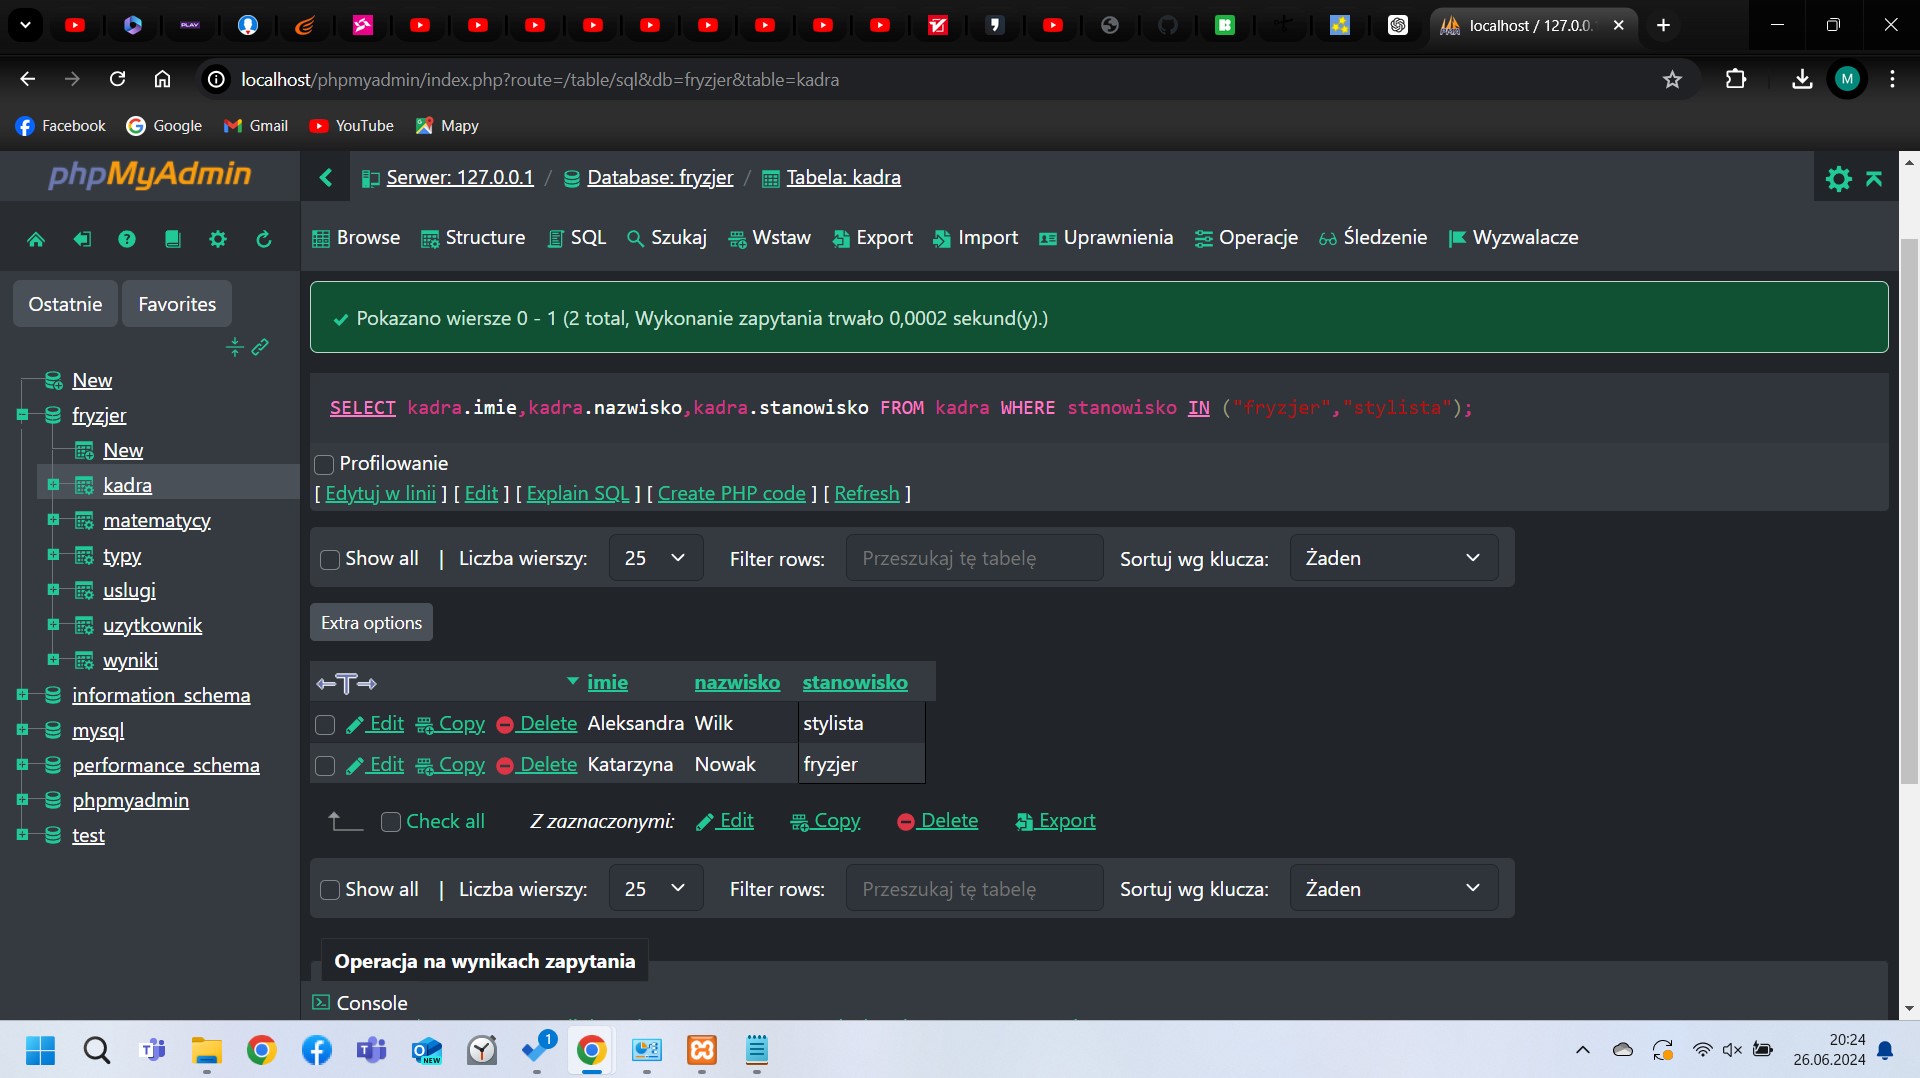 PLAY
localhost / 127.0.0.1
localhost/phpmyadmin/index.php?route=/table/sql&db=fryzjer&table=kadra
M
Facebook Google Gmail YouTube Mapy
phpMyAdmin
Serwer: 127.0.0.1 / Database: fryzjer / Tabela: kadra
Browse Structure SQL Szukaj Wstaw Export Import Uprawnienia Operacje Śledzenie Wyzwalacze
Ostatnie Favorites
New
fryzjer
New
kadra
matematycy
typy
uslugi
uzytkownik
wyniki
information_schema
mysql
performance_schema
phpmyadmin
test
Pokazano wiersze 0 - 1 (2 total, Wykonanie zapytania trwało 0,0002 sekund(y).)
SELECT kadra.imie,kadra.nazwisko,kadra.stanowisko FROM kadra WHERE stanowisko IN ("fryzjer","stylista");
Profilowanie
[ Edytuj w linii ] [ Edit ] [ Explain SQL ] [ Create PHP code ] [ Refresh ]
Show all | Liczba wierszy: 25 Filter rows: Przeszukaj tę tabelę Sortuj wg klucza: Żaden
Extra options
←T→ imie nazwisko stanowisko
Edit Copy Delete Aleksandra Wilk stylista
Edit Copy Delete Katarzyna Nowak fryzjer
Check all Z zaznaczonymi: Edit Copy Delete Export
Show all | Liczba wierszy: 25 Filter rows: Przeszukaj tę tabelę Sortuj wg klucza: Żaden
Operacja na wynikach zapytania
Console
NEW
1
20:24
26.06.2024